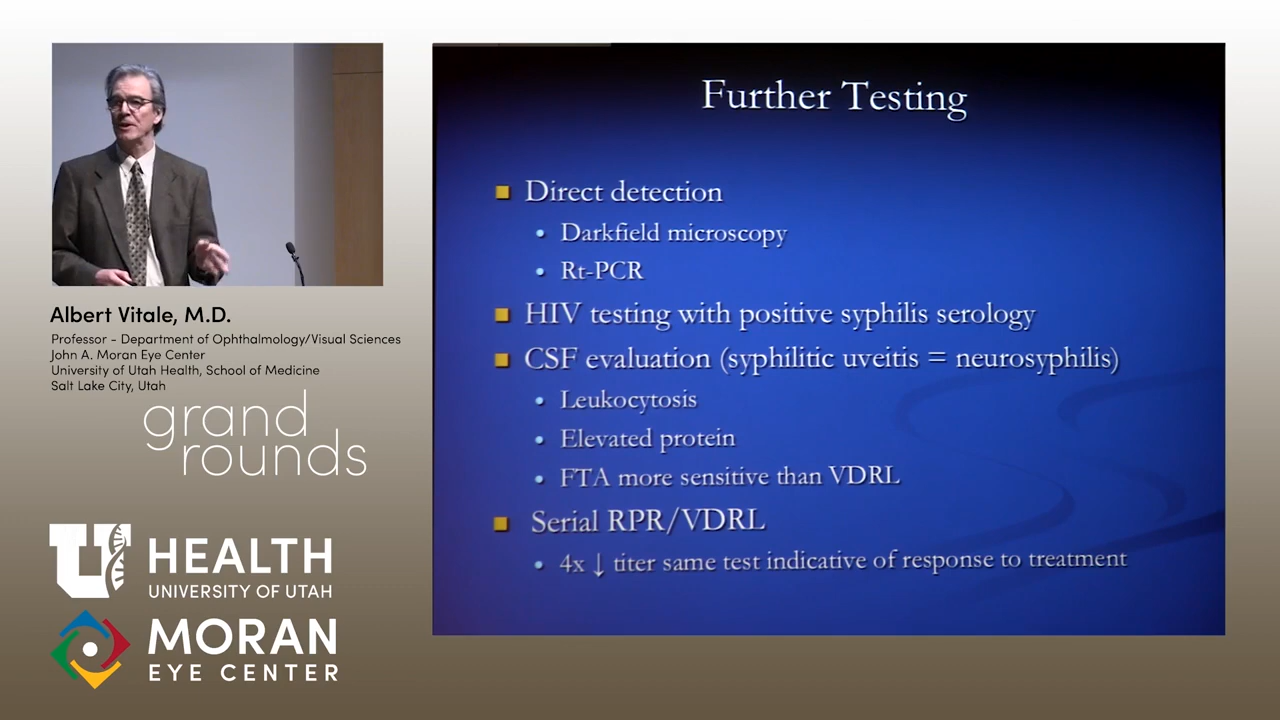 Further Testing
Direct detection
Darkfield microscopy
Rt-PCR
HIV testing with positive syphilis serology
CSF evaluation (syphilitic uveitis = neurosyphilis)
Leukocytosis
Elevated protein
FTA more sensitive than VDRL
Serial RPR/VDRL
4x ↓ titer same test indicative of response to treatment
Albert Vitale, M.D.
Professor - Department of Ophthalmology/Visual Sciences
John A. Moran Eye Center
University of Utah Health, School of Medicine
Salt Lake City, Utah
grand
rounds
U HEALTH
UNIVERSITY OF UTAH
MORAN
EYE CENTER